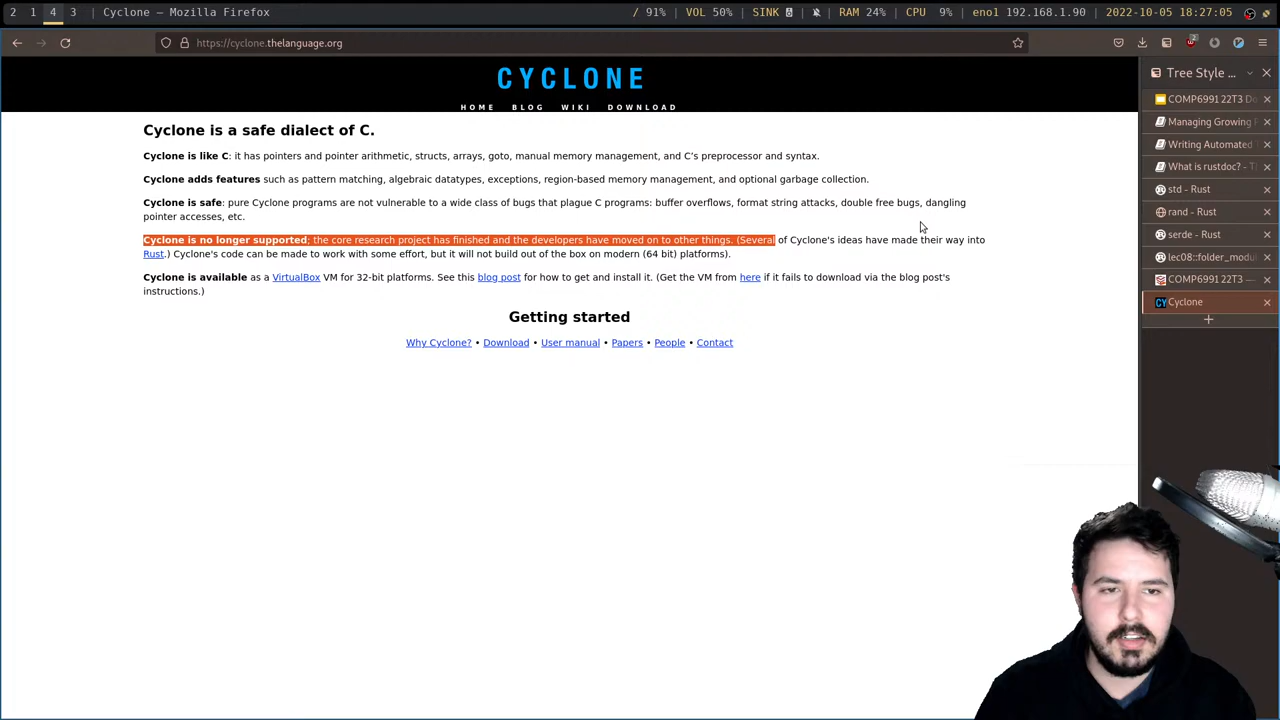 2 1 4 3 Cyclone — Mozilla Firefox / 91% VOL 50% SINK RAM 24% CPU 9% eno1 192.168.1.90 2022-10-05 18:27:05
https://cyclone.thelanguage.org
CYCLONE
HOME BLOG WIKI DOWNLOAD
Cyclone is a safe dialect of C.
Cyclone is like C: it has pointers and pointer arithmetic, structs, arrays, goto, manual memory management, and C's preprocessor and syntax.
Cyclone adds features such as pattern matching, algebraic datatypes, exceptions, region-based memory management, and optional garbage collection.
Cyclone is safe: pure Cyclone programs are not vulnerable to a wide class of bugs that plague C programs: buffer overflows, format string attacks, double free bugs, dangling
pointer accesses, etc.
Cyclone is no longer supported; the core research project has finished and the developers have moved on to other things. (Several of Cyclone's ideas have made their way into
Rust.) Cyclone's code can be made to work with some effort, but it will not build out of the box on modern (64 bit) platforms).
Cyclone is available as a VirtualBox VM for 32-bit platforms. See this blog post for how to get and install it. (Get the VM from here if it fails to download via the blog post's
instructions.)
Getting started
Why Cyclone? • Download • User manual • Papers • People • Contact
Tree Style ...
COMP6991 22T3 Do
Managing Growing
Writing Automated
What is rustdoc? - T
std - Rust
rand - Rust
serde - Rust
lec08::folder_modu
COMP6991 22T3 —
CY Cyclone